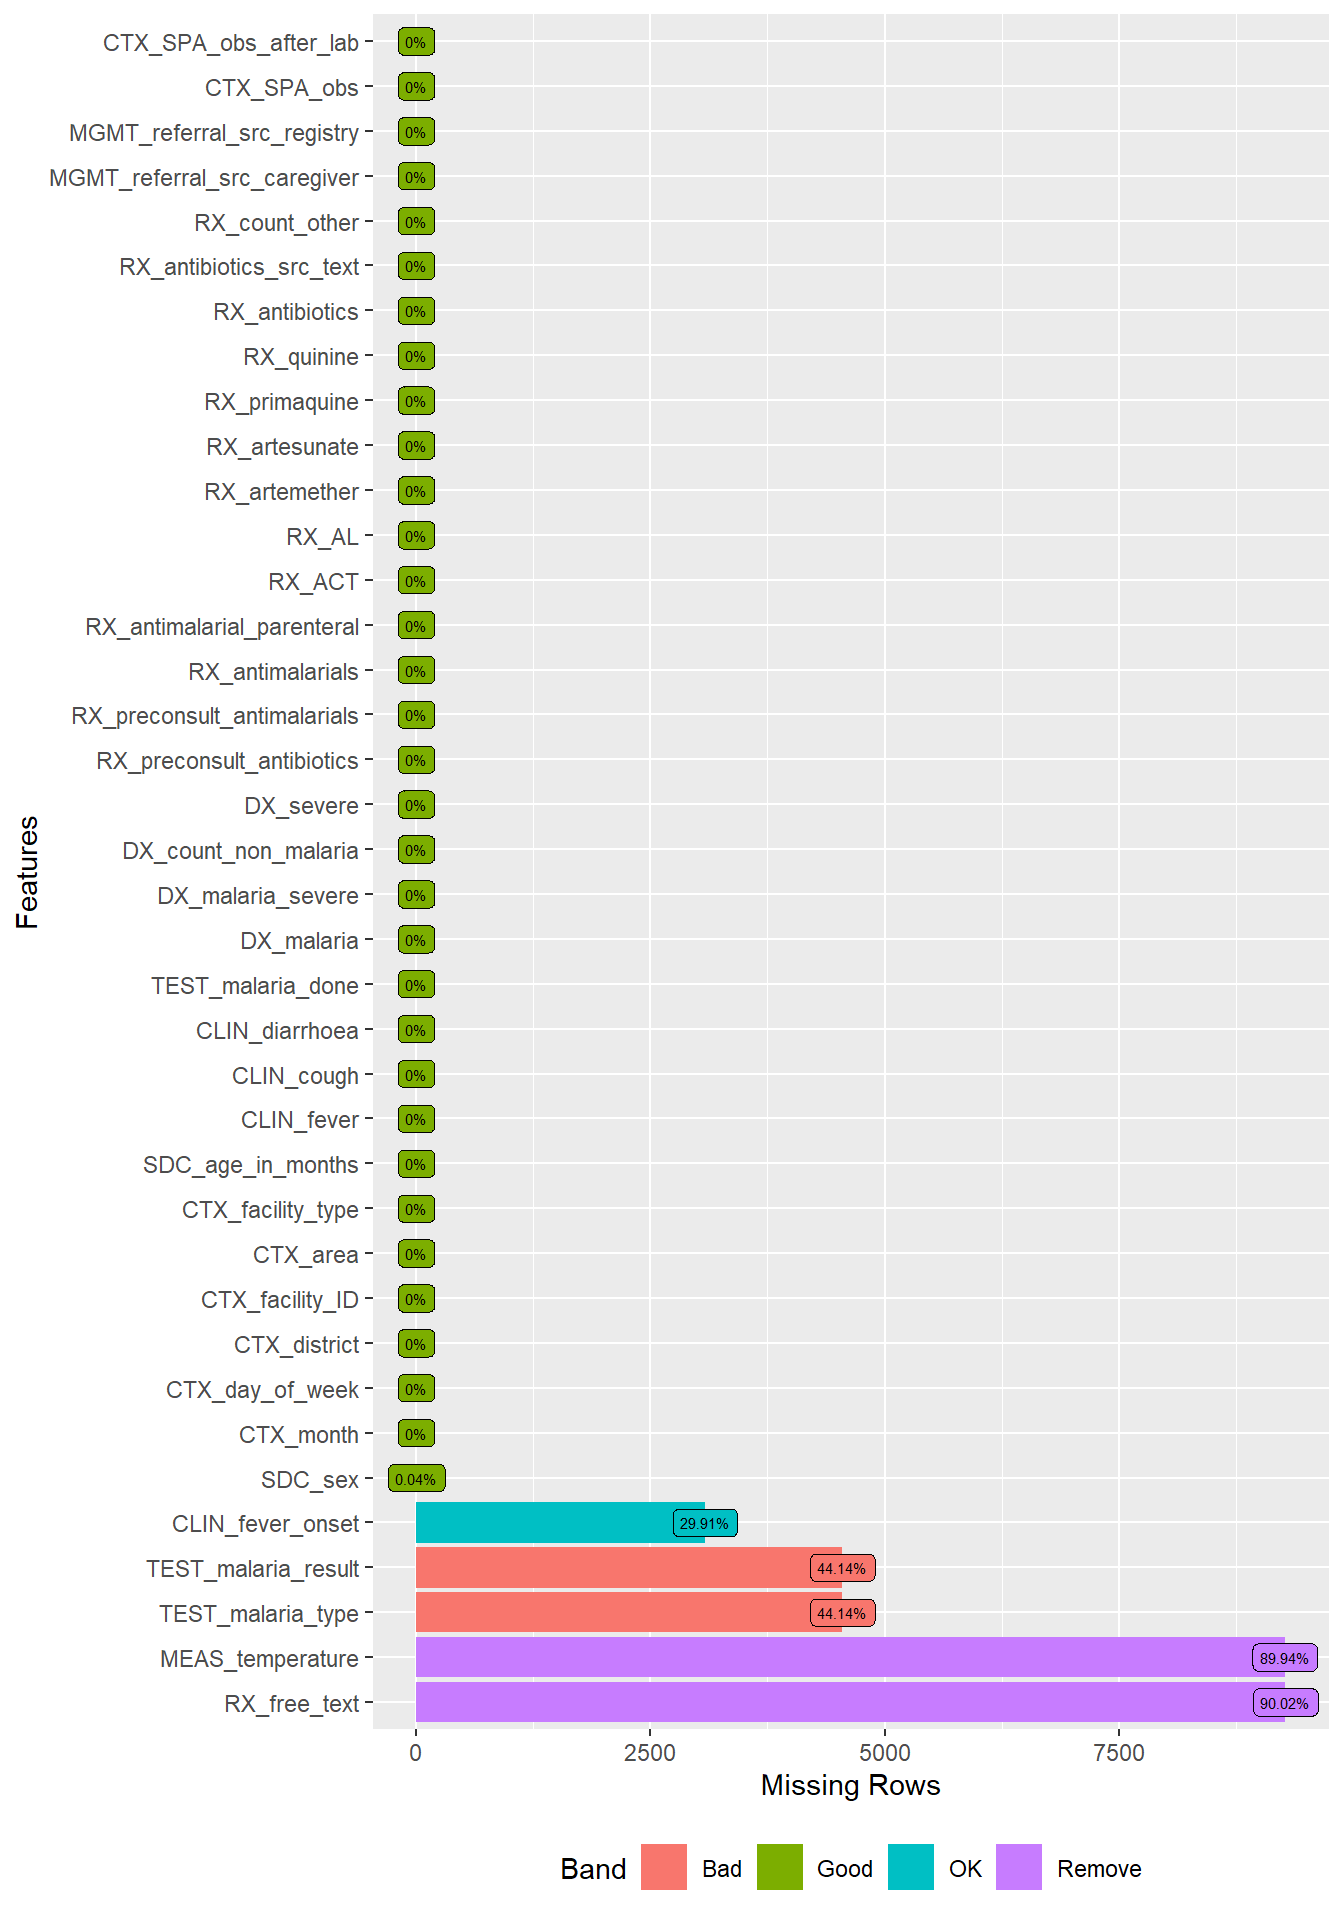 CTX_SPA_obs_after_lab 0%
CTX_SPA_obs 0%
MGMT_referral_src_registry 0%
MGMT_referral_src_caregiver 0%
RX_count_other 0%
RX_antibiotics_src_text 0%
RX_antibiotics 0%
RX_quinine 0%
RX_primaquine 0%
RX_artesunate 0%
RX_artemether 0%
RX_AL 0%
RX_ACT 0%
RX_antimalarial_parenteral 0%
RX_antimalarials 0%
RX_preconsult_antimalarials 0%
RX_preconsult_antibiotics 0%
DX_severe 0%
DX_count_non_malaria 0%
DX_malaria_severe 0%
DX_malaria 0%
TEST_malaria_done 0%
CLIN_diarrhoea 0%
CLIN_cough 0%
CLIN_fever 0%
SDC_age_in_months 0%
CTX_facility_type 0%
CTX_area 0%
CTX_facility_ID 0%
CTX_district 0%
CTX_day_of_week 0%
CTX_month 0%
SDC_sex 0.04%
CLIN_fever_onset 29.91%
TEST_malaria_result 44.14%
TEST_malaria_type 44.14%
MEAS_temperature 89.94%
RX_free_text 90.02%
Features
0 2500 5000 7500
Missing Rows
Band Bad Good OK Remove